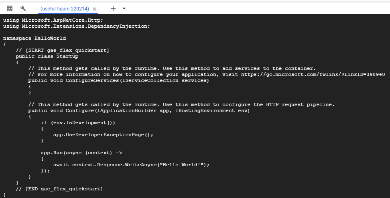 (useful-figure-220214)
using Microsoft.AspNetCore.Http;
using Microsoft.Extensions.DependencyInjection;
namespace HelloWorld
{
// [START gae_flex_quickstart]
public class Startup
{
// This method gets called by the runtime. Use this method to add services to the container.
// For more information on how to configure your application, visit https://go.microsoft.com/fwlink/?LinkID=398940
public void ConfigureServices(IServiceCollection services)
{
}
// This method gets called by the runtime. Use this method to configure the HTTP request pipeline.
public void Configure(IApplicationBuilder app, IHostingEnvironment env)
{
if (env.IsDevelopment())
{
app.UseDeveloperExceptionPage();
}
app.Run(async (context) =>
{
await context.Response.WriteAsync("Hello World!");
});
}
}
// [END gae_flex_quickstart]
}